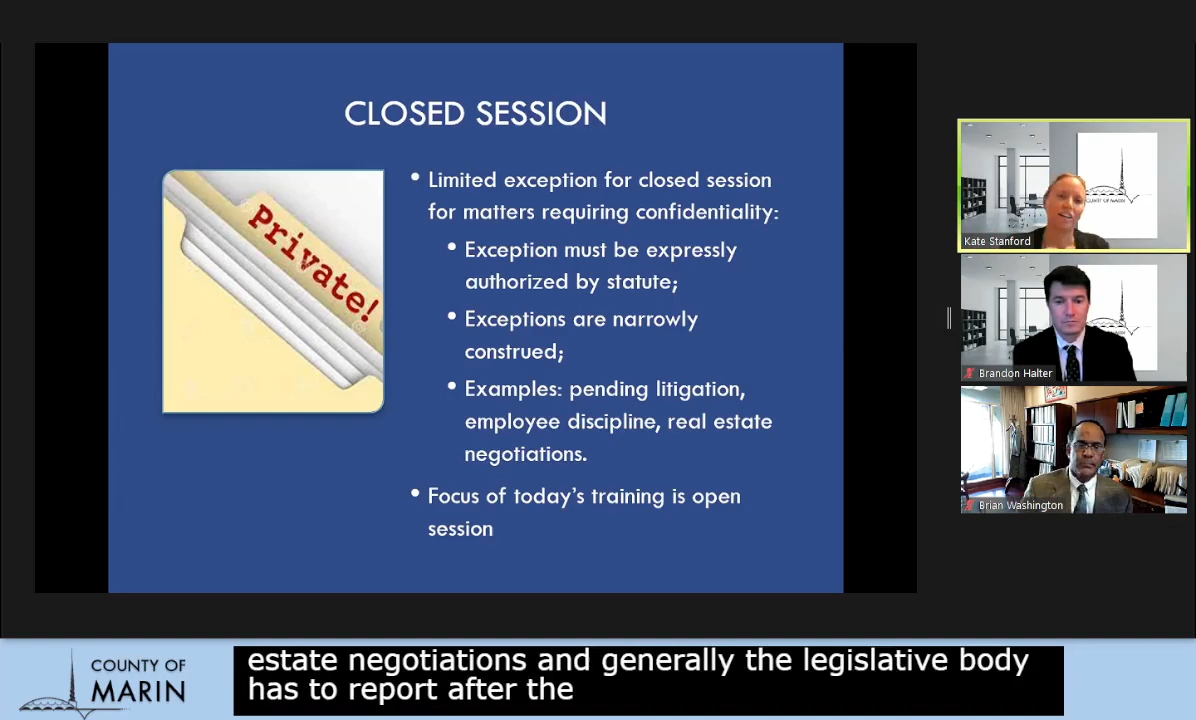 CLOSED SESSION
Private!
• Limited exception for closed session
for matters requiring confidentiality:
• Exception must be expressly
authorized by statute;
• Exceptions are narrowly
construed;
• Examples: pending litigation,
employee discipline, real estate
negotiations.
• Focus of today's training is open
session
COUNTY OF MARIN
Kate Stanford
Brandon Halter
Brian Washington
COUNTY OF
MARIN
estate negotiations and generally the legislative body
has to report after the